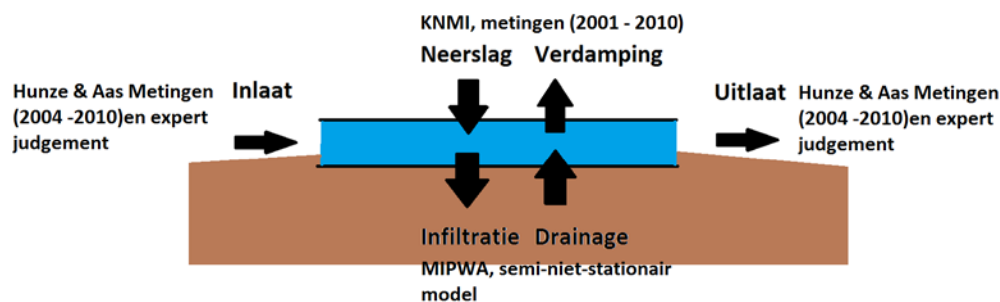 KNMI, metingen (2001 - 2010)
Neerslag Verdamping
Hunze & Aas Metingen
(2004 -2010)en expert
judgement
Inlaat
Uitlaat
Hunze & Aas Metingen
(2004 -2010)en expert
judgement
Infiltratie Drainage
MIPWA, semi-niet-stationair
model